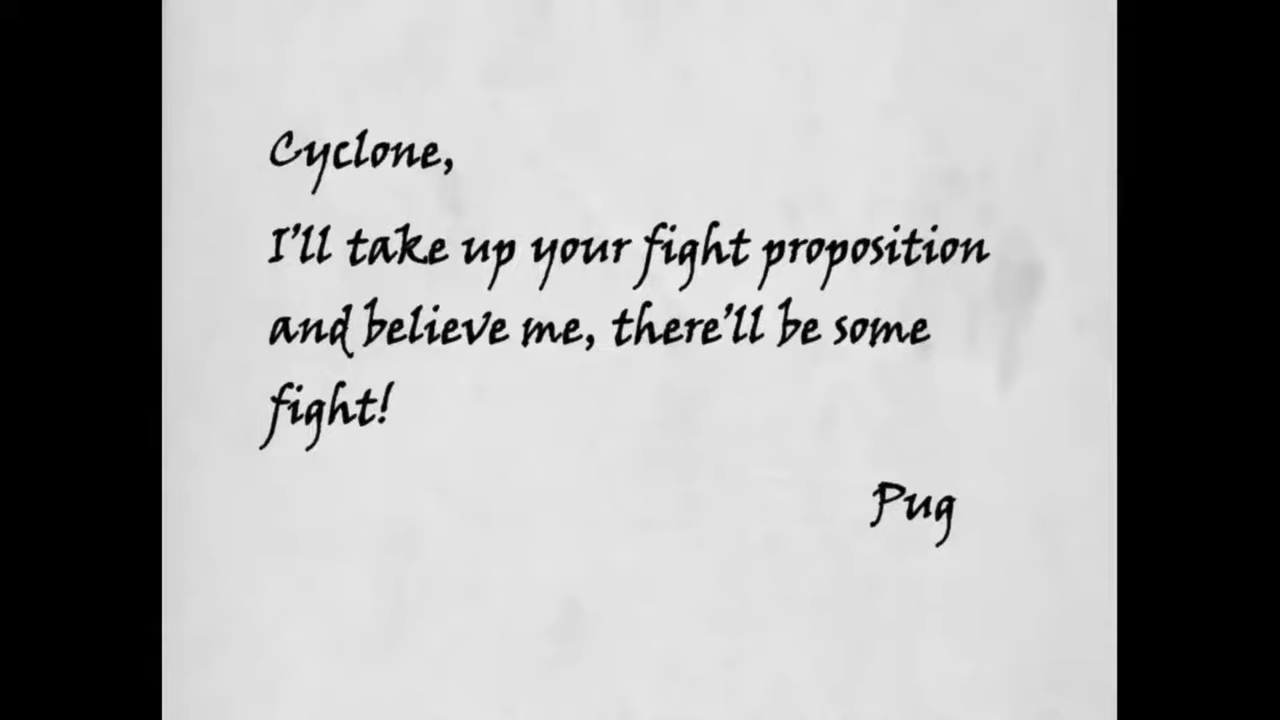 Cyclone,
I'll take up your fight proposition
and believe me, there'll be some
fight!
Pug